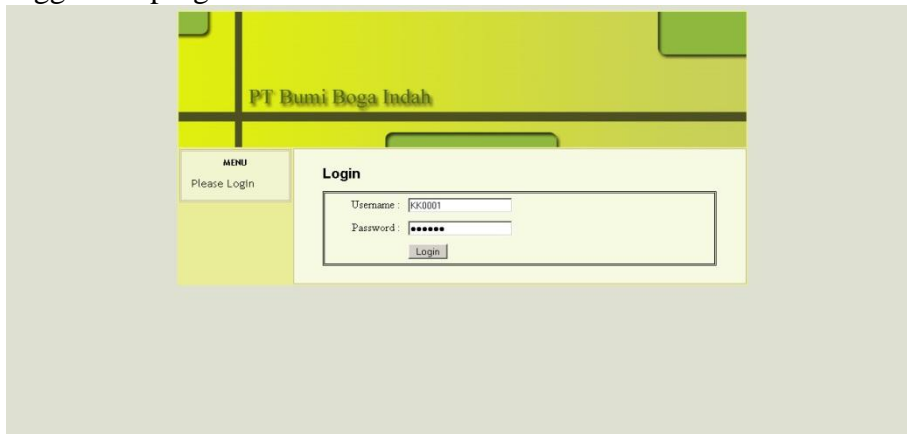 PT Bumi Boga Indah
MENU
Please Login
Login
Username : KK0001
Password : ●●●●●●
Login